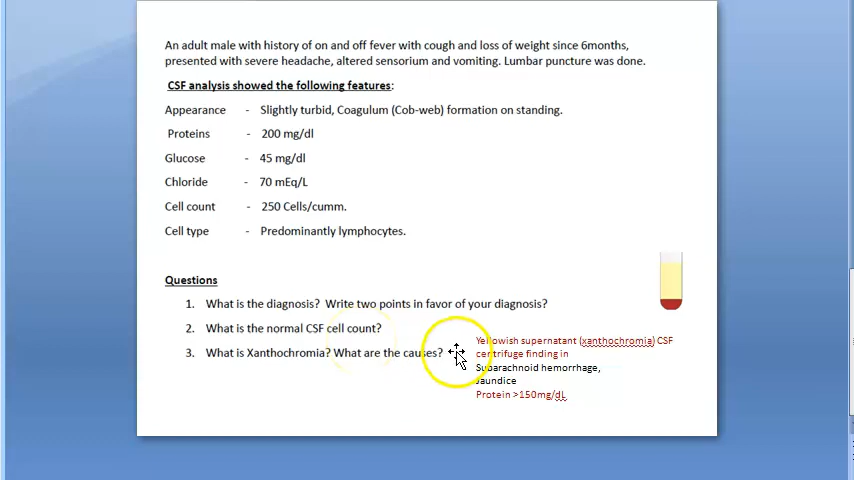 An adult male with history of on and off fever with cough and loss of weight since 6months,
presented with severe headache, altered sensorium and vomiting. Lumbar puncture was done.
CSF analysis showed the following features:
Appearance - Slightly turbid, Coagulum (Cob-web) formation on standing.
Proteins - 200 mg/dl
Glucose - 45 mg/dl
Chloride - 70 mEq/L
Cell count - 250 Cells/cumm.
Cell type - Predominantly lymphocytes.
Questions
1. What is the diagnosis? Write two points in favor of your diagnosis?
2. What is the normal CSF cell count?
3. What is Xanthochromia? What are the causes?
Yellowish supernatant (xanthochromia) CSF
centrifuge finding in
Subarachnoid hemorrhage,
Jaundice
Protein >150mg/dL